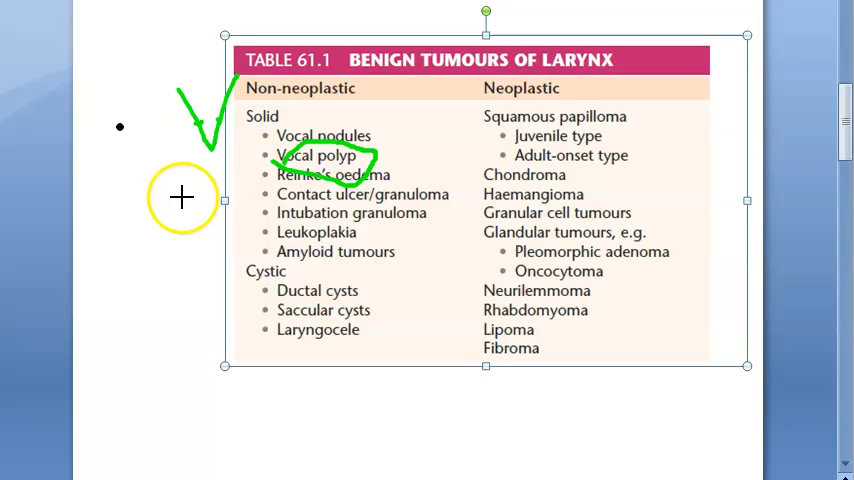 TABLE 61.1 BENIGN TUMOURS OF LARYNX
Non-neoplastic Neoplastic
Solid
• Vocal nodules
• Vocal polyp
• Reinke's oedema
• Contact ulcer/granuloma
• Intubation granuloma
• Leukoplakia
• Amyloid tumours
Cystic
• Ductal cysts
• Saccular cysts
• Laryngocele
Squamous papilloma
• Juvenile type
• Adult-onset type
Chondroma
Haemangioma
Granular cell tumours
Glandular tumours, e.g.
• Pleomorphic adenoma
• Oncocytoma
Neurilemmoma
Rhabdomyoma
Lipoma
Fibroma